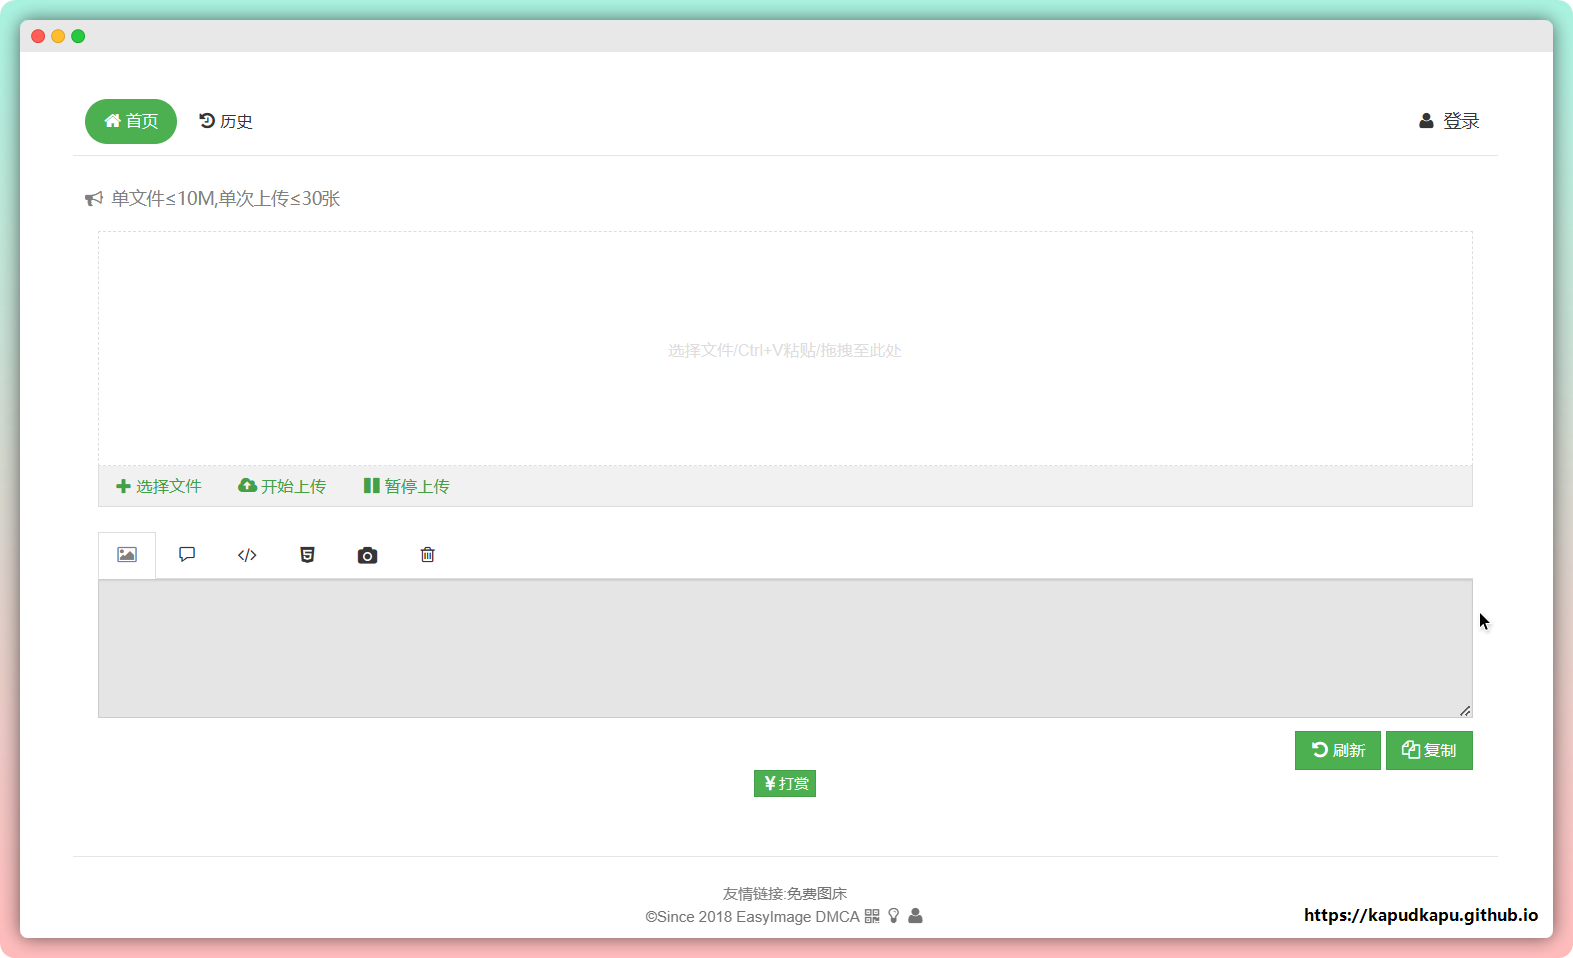 首页
历史
登录
单文件≤10M,单次上传≤30张
选择文件/Ctrl+V粘贴/拖拽至此处
选择文件
开始上传
暂停上传
刷新
复制
¥打赏
友情链接:免费图床
©Since 2018 EasyImage DMCA
https://kapudkapu.github.io